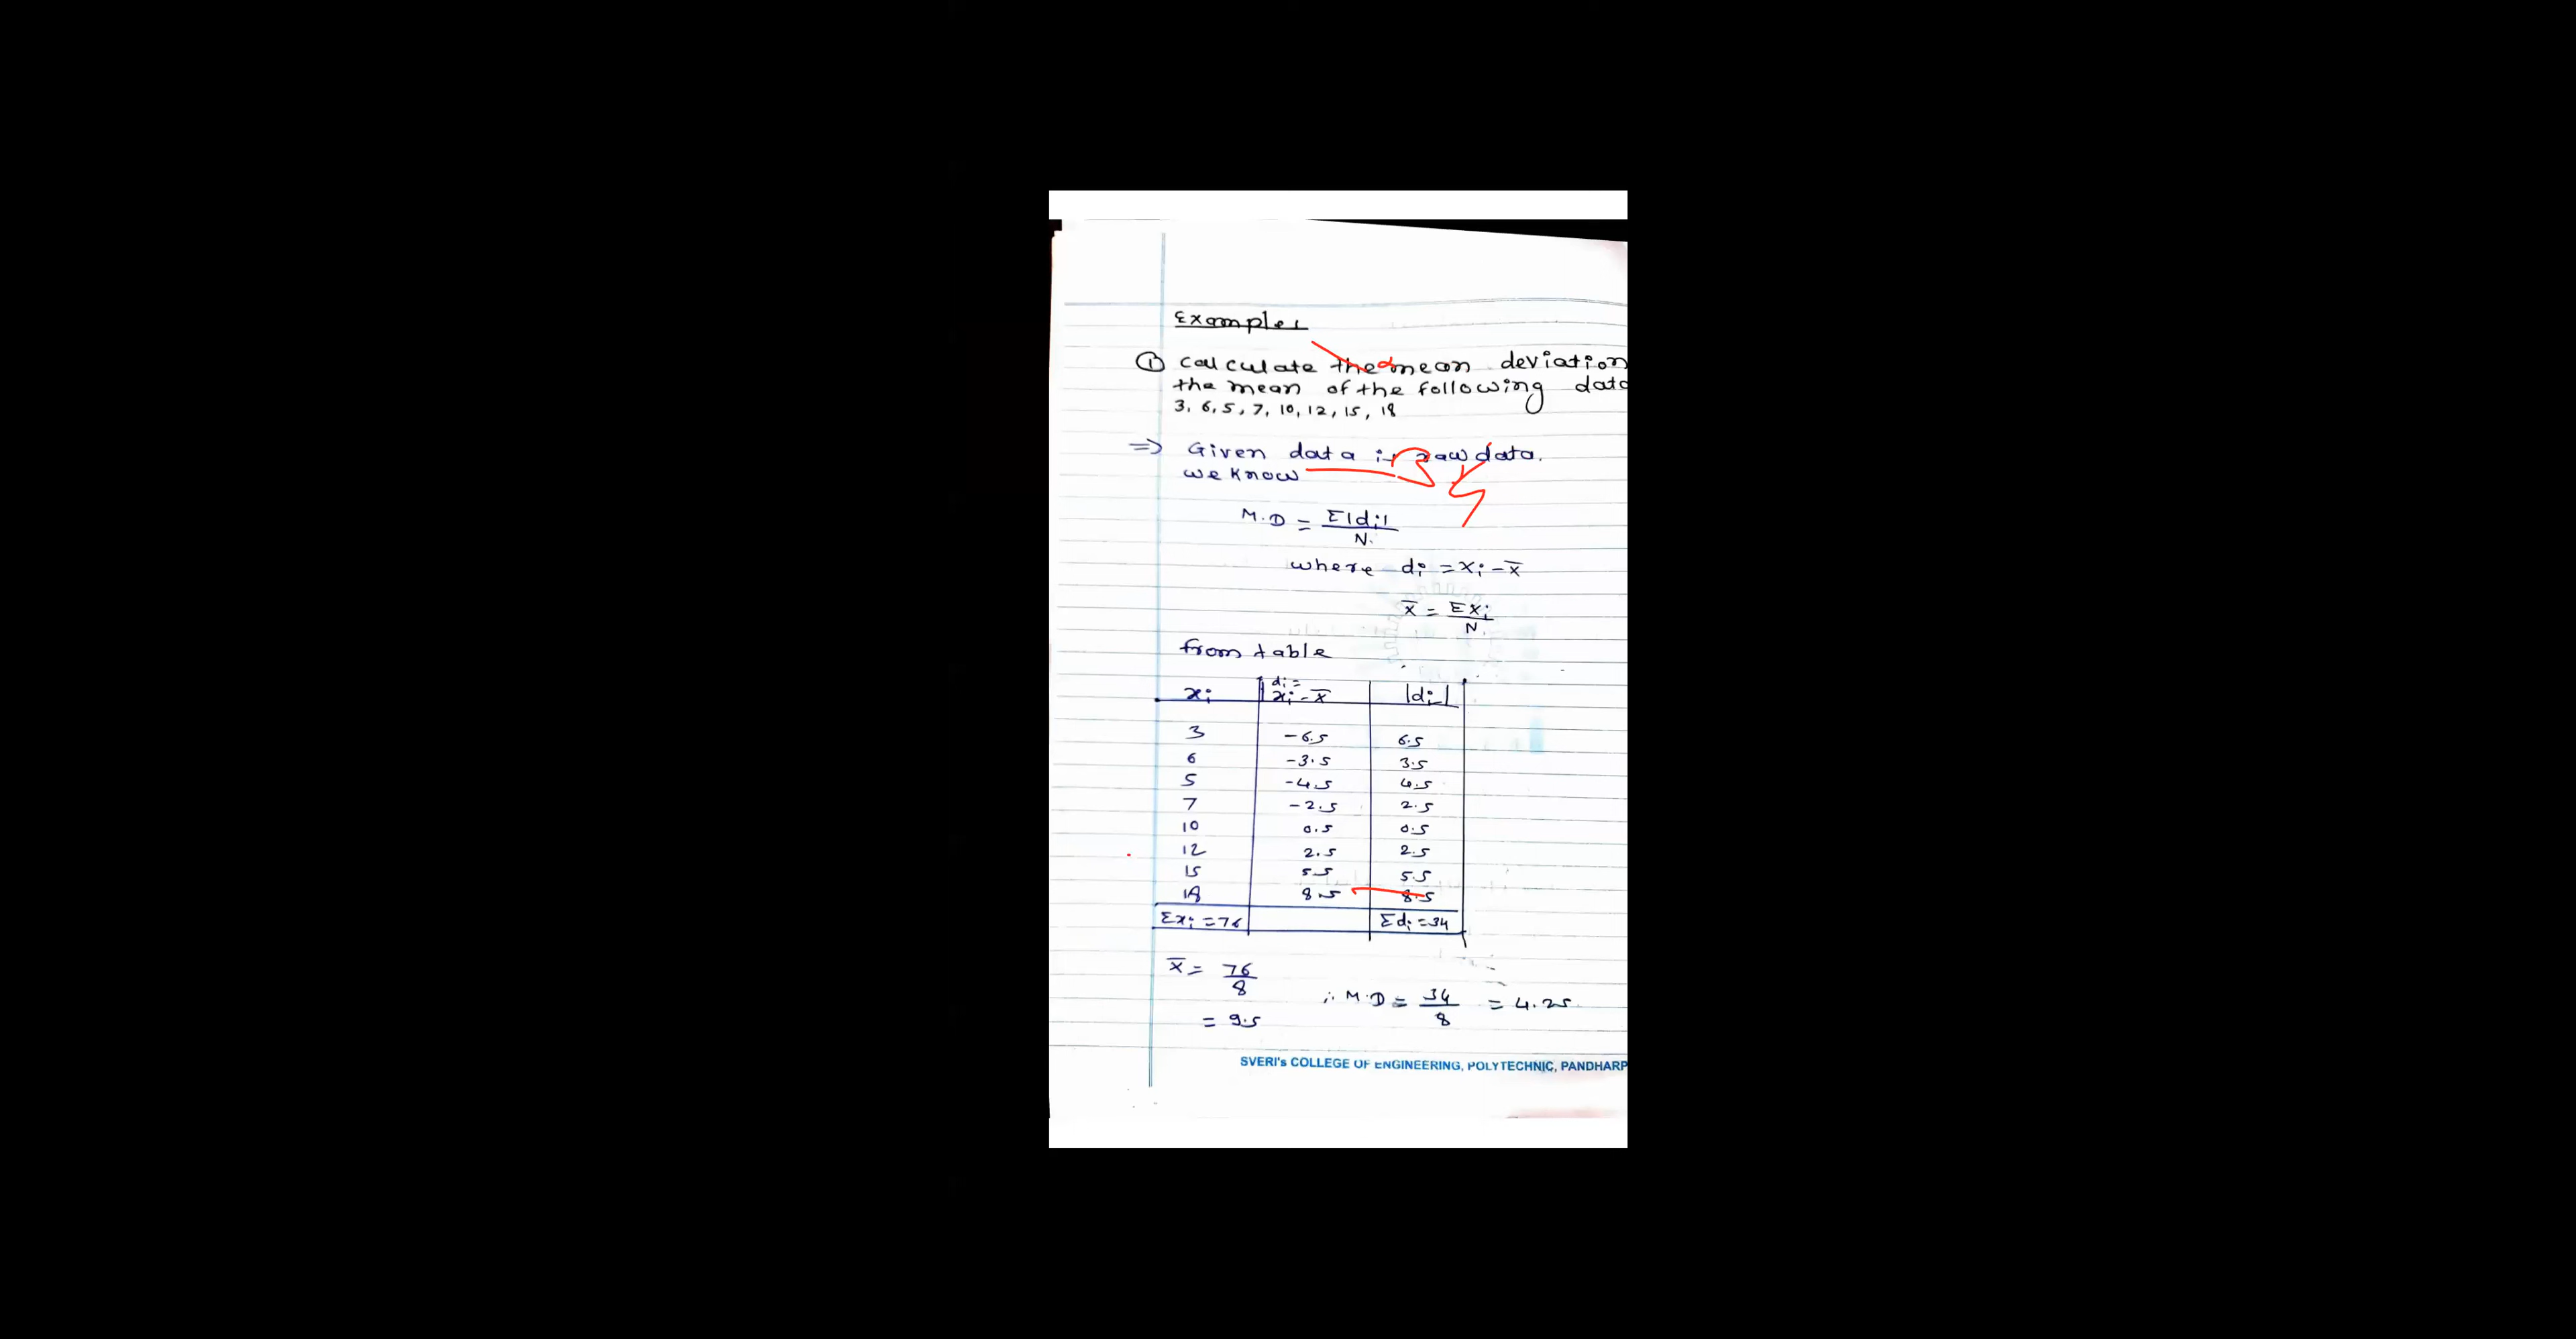 Examples
① calculate the mean deviation
the mean of the following data
3, 6, 5, 7, 10, 12, 15, 18
⇒ Given data is raw data.
we know
M.D = Σ|di| / N.
where di = xi - x̄
x̄ = Σxi / N.
from table
xi | di = xi - x̄ | |di|
3 | -6.5 | 6.5
6 | -3.5 | 3.5
5 | -4.5 | 4.5
7 | -2.5 | 2.5
10 | 0.5 | 0.5
12 | 2.5 | 2.5
15 | 5.5 | 5.5
18 | 8.5 | 8.5
Σxi = 76 | | Σdi = 34
x̄ = 76 / 8
∴ M.D = 34 / 8 = 4.25.
= 9.5
SVERI's COLLEGE OF ENGINEERING, POLYTECHNIC, PANDHARP